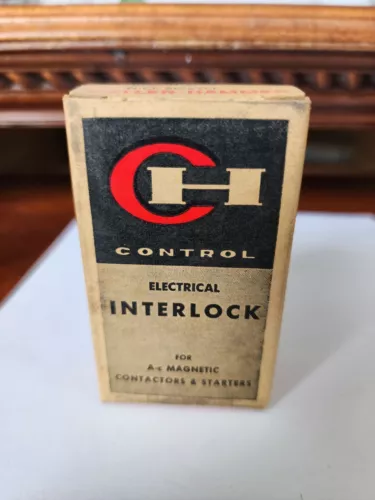 CH
CONTROL
ELECTRICAL
INTERLOCK
FOR
A-c MAGNETIC
CONTACTORS & STARTERS